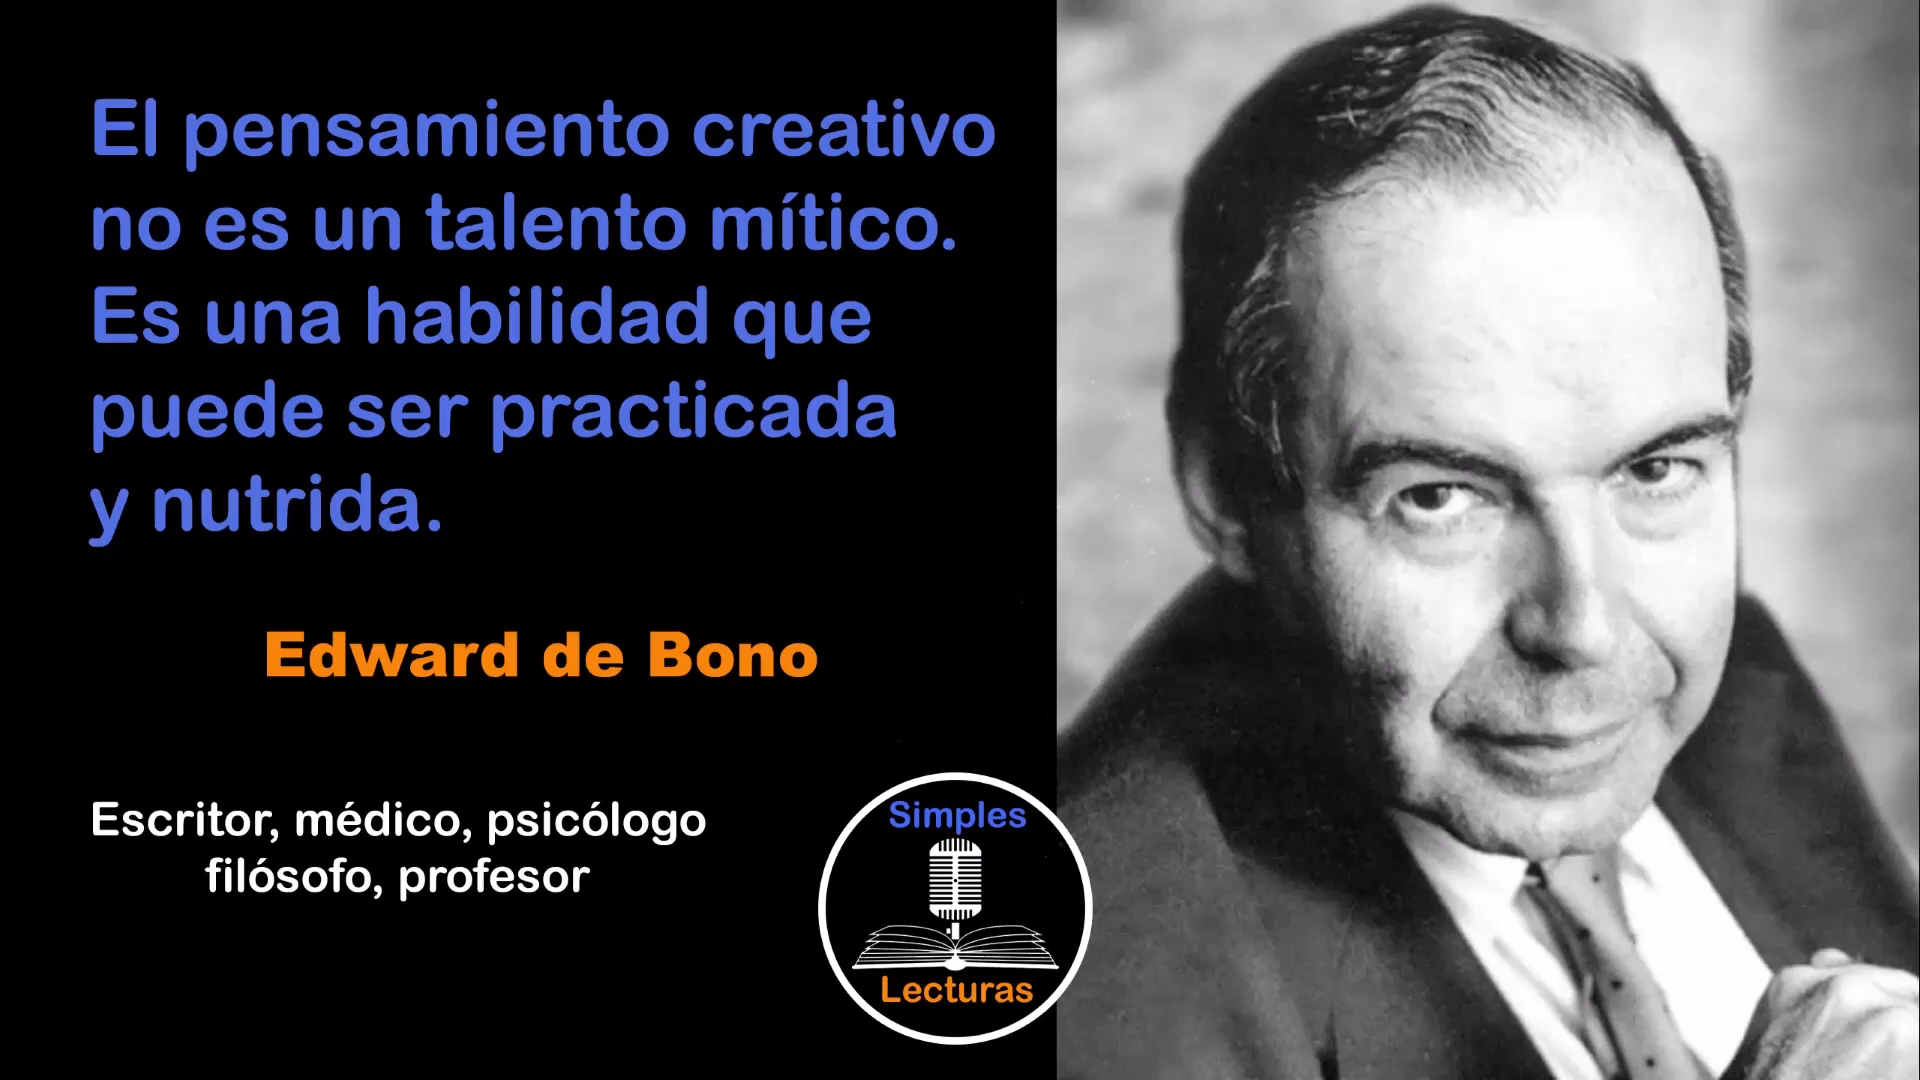 El pensamiento creativo
no es un talento mítico.
Es una habilidad que
puede ser practicada
y nutrida.
Edward de Bono
Escritor, médico, psicólogo
filósofo, profesor
Simples
Lecturas